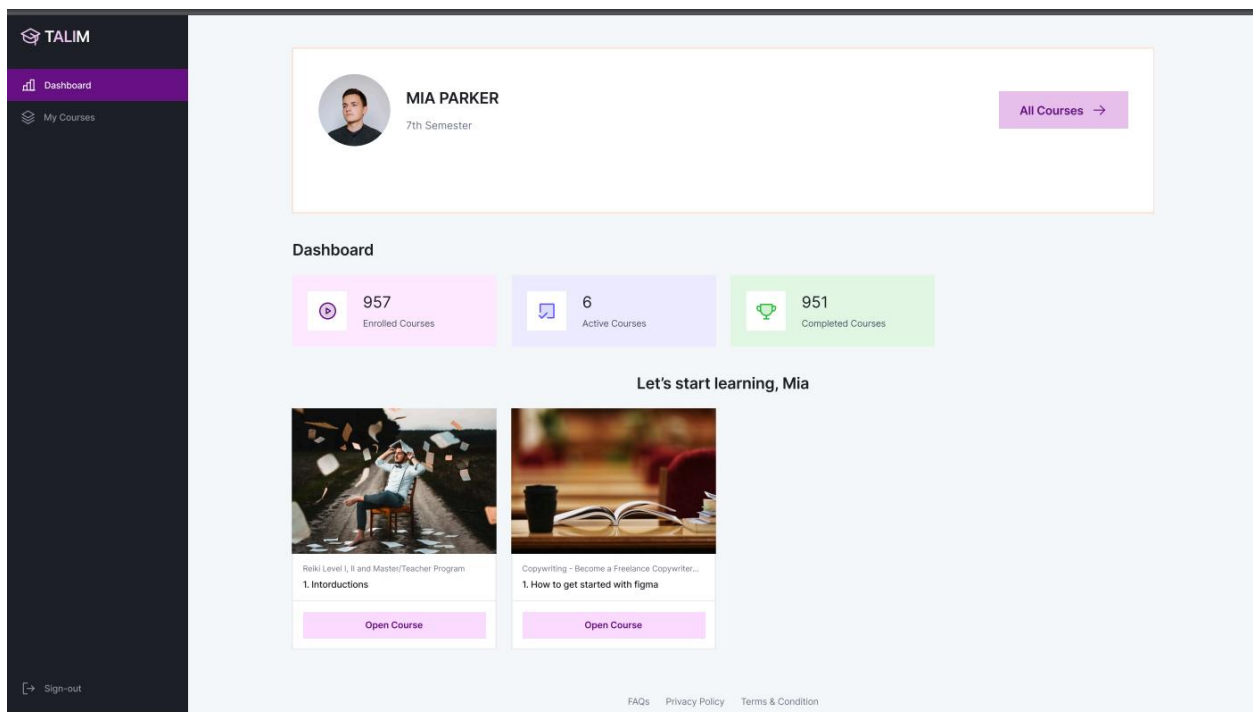 TALIM
Dashboard
My Courses
Sign-out
MIA PARKER
7th Semester
All Courses →
Dashboard
957
Enrolled Courses
6
Active Courses
951
Completed Courses
Let’s start learning, Mia
Reiki Level I, II and Master/Teacher Program
1. Intorductions
Open Course
Copywriting - Become a Freelance Copywriter...
1. How to get started with figma
Open Course
FAQs Privacy Policy Terms & Condition